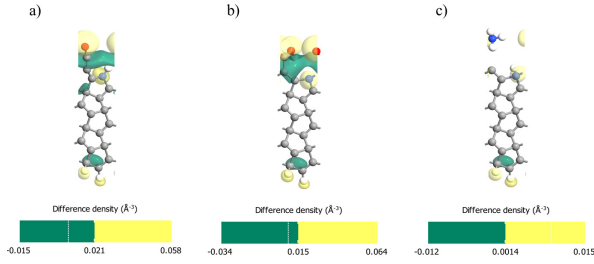 a) b) c)
Difference density (Å⁻³) Difference density (Å⁻³) Difference density (Å⁻³)
-0.015 0.021 0.058 -0.034 0.015 0.064 -0.012 0.0014 0.015